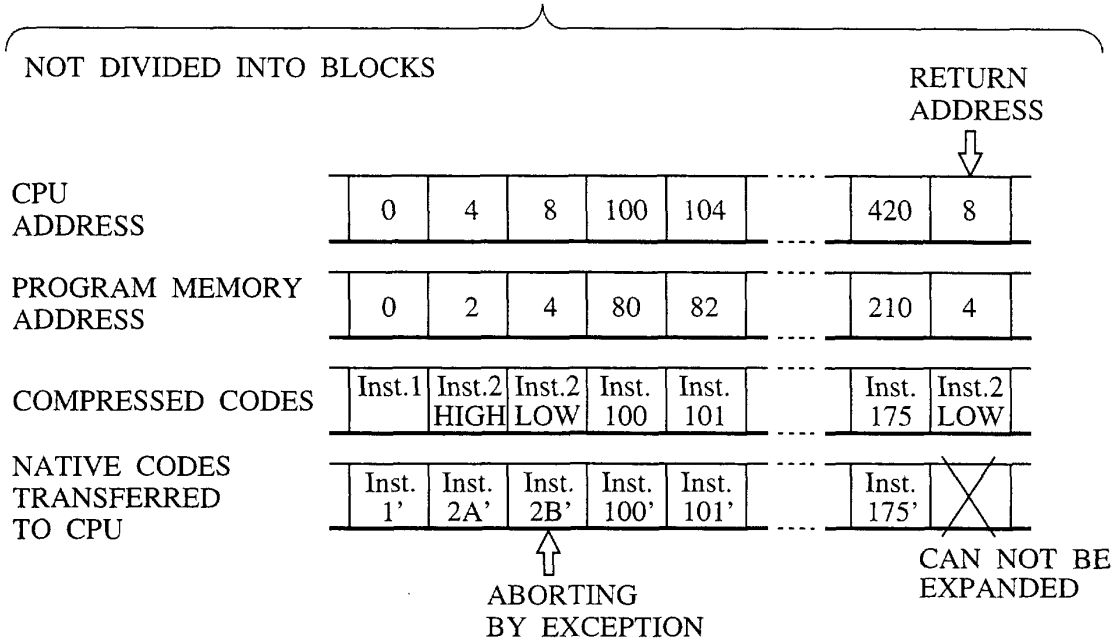 NOT DIVIDED INTO BLOCKS
RETURN
ADDRESS
CPU
ADDRESS
0 4 8 100 104 420 8
PROGRAM MEMORY
ADDRESS
0 2 4 80 82 210 4
COMPRESSED CODES
Inst.1 Inst.2 Inst.2 Inst. Inst. Inst. Inst.2
HIGH LOW 100 101 175 LOW
NATIVE CODES
TRANSFERRED
TO CPU
Inst. Inst. Inst. Inst. Inst. Inst.
1' 2A' 2B' 100' 101' 175'
CAN NOT BE
EXPANDED
ABORTING
BY EXCEPTION